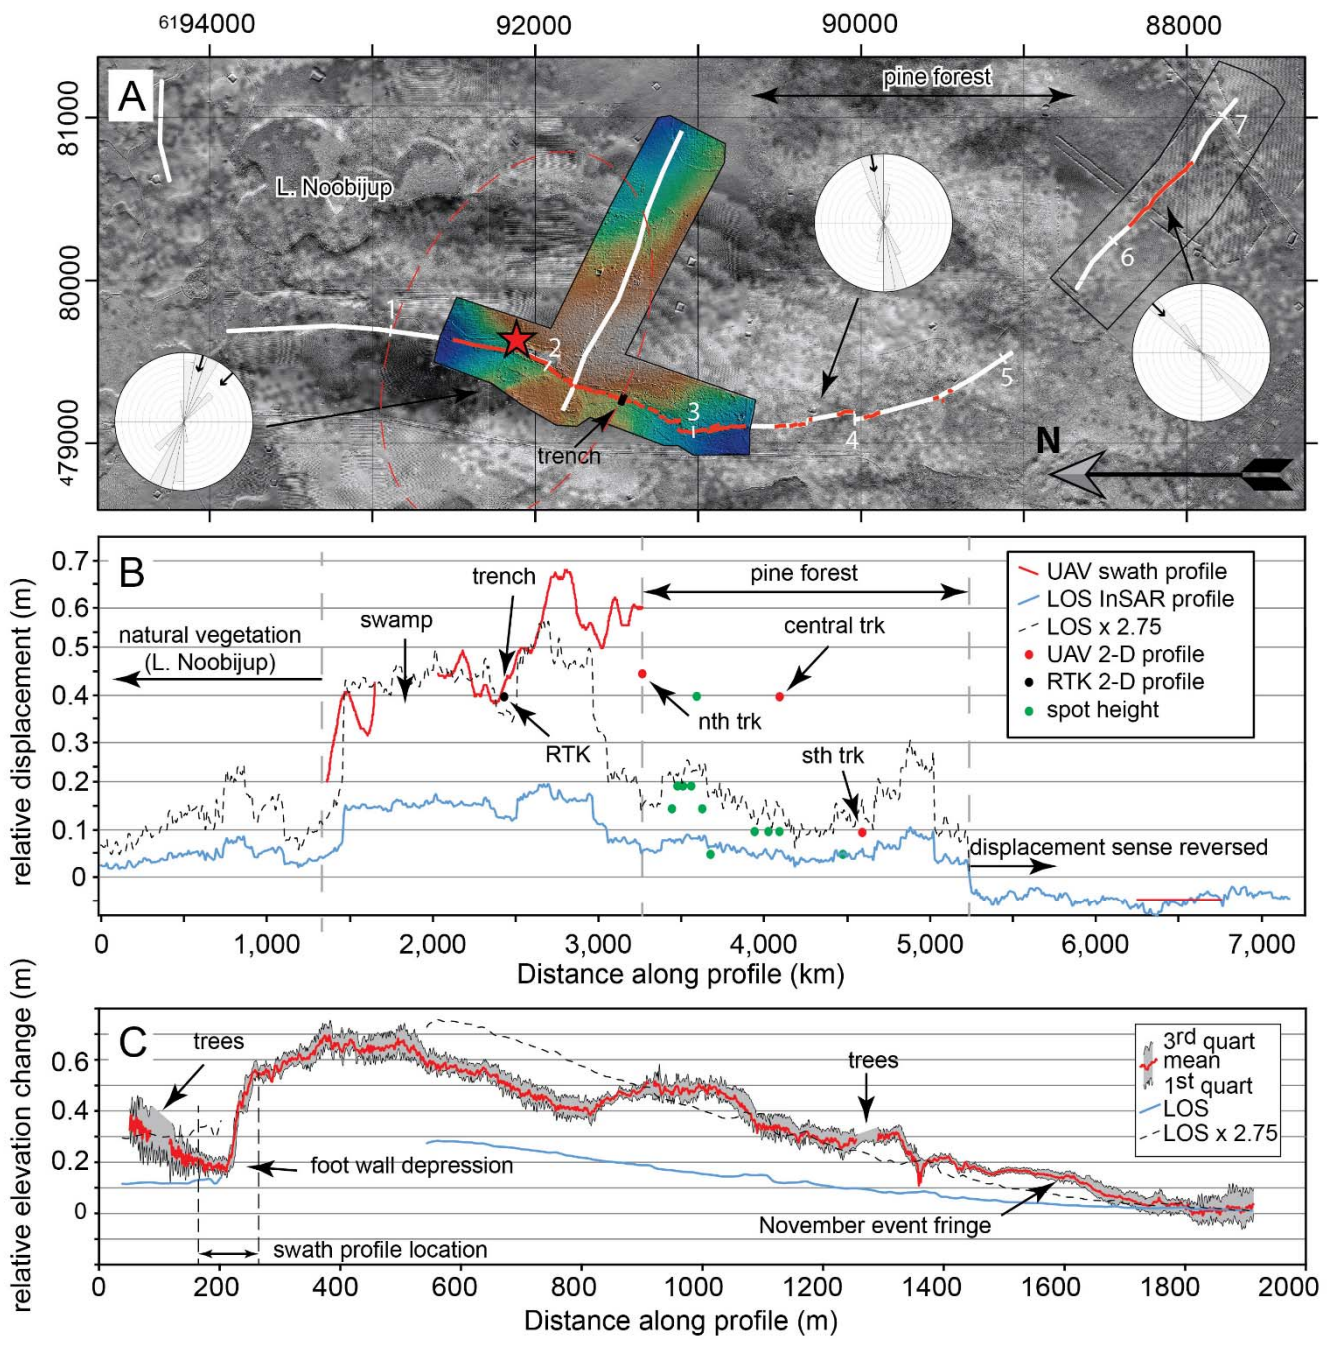 6194000 92000 90000 88000
A
pine forest
81000
80000
79000
4
L. Noobijup
1
2
3
4
5
6
7
trench
N
B
relative displacement (m)
0.7
0.6
0.5
0.4
0.3
0.2
0.1
0
natural vegetation
(L. Noobijup)
swamp
trench
RTK
pine forest
central trk
nth trk
sth trk
displacement sense reversed
UAV swath profile
LOS InSAR profile
LOS x 2.75
UAV 2-D profile
RTK 2-D profile
spot height
0 1,000 2,000 3,000 4,000 5,000 6,000 7,000
Distance along profile (km)
C
relative elevation change (m)
0.6
0.4
0.2
0
trees
foot wall depression
swath profile location
trees
November event fringe
3rd quart
mean
1st quart
LOS
LOS x 2.75
0 200 400 600 800 1000 1200 1400 1600 1800 2000
Distance along profile (m)